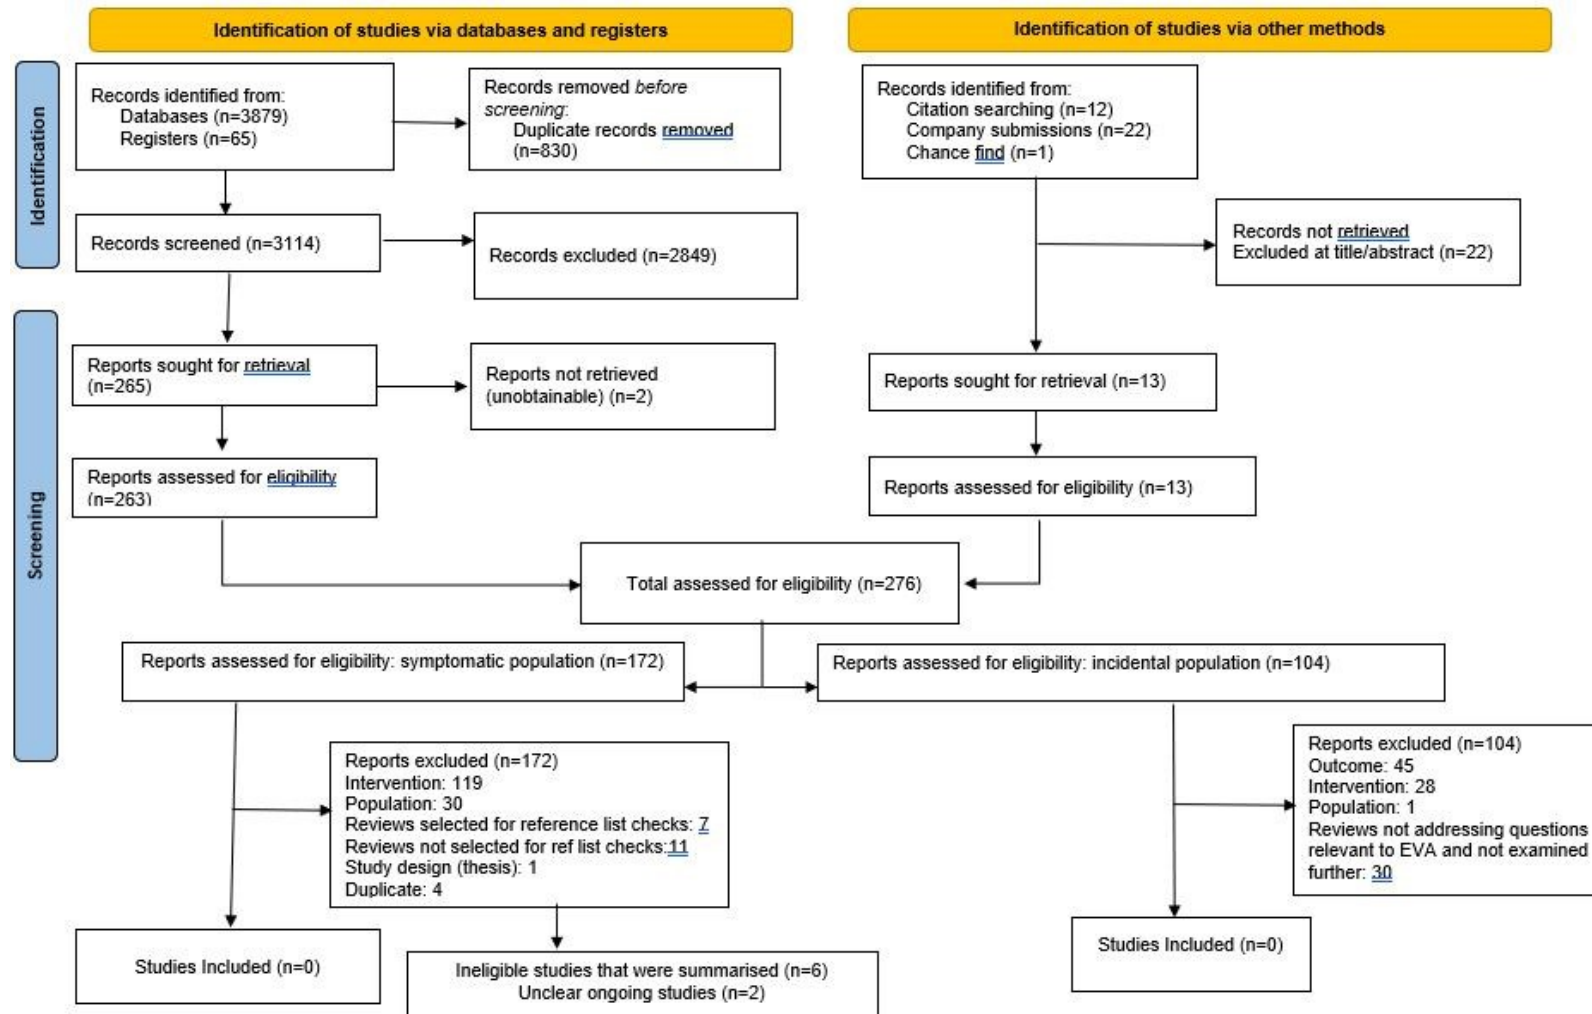 Identification of studies via databases and registers
Identification of studies via other methods
Identification
Records identified from:
Databases (n=3879)
Registers (n=65)
Records removed before
screening:
Duplicate records removed
(n=830)
Records identified from:
Citation searching (n=12)
Company submissions (n=22)
Chance find (n=1)
Records screened (n=3114)
Records excluded (n=2849)
Records not retrieved
Excluded at title/abstract (n=22)
Screening
Reports sought for retrieval
(n=265)
Reports not retrieved
(unobtainable) (n=2)
Reports sought for retrieval (n=13)
Reports assessed for eligibility
(n=263)
Reports assessed for eligibility (n=13)
Total assessed for eligibility (n=276)
Reports assessed for eligibility: symptomatic population (n=172)
Reports assessed for eligibility: incidental population (n=104)
Reports excluded (n=172)
Intervention: 119
Population: 30
Reviews selected for reference list checks: 7
Reviews not selected for ref list checks:11
Study design (thesis): 1
Duplicate: 4
Reports excluded (n=104)
Outcome: 45
Intervention: 28
Population: 1
Reviews not addressing questions
relevant to EVA and not examined
further: 30
Studies Included (n=0)
Ineligible studies that were summarised (n=6)
Unclear ongoing studies (n=2)
Studies Included (n=0)